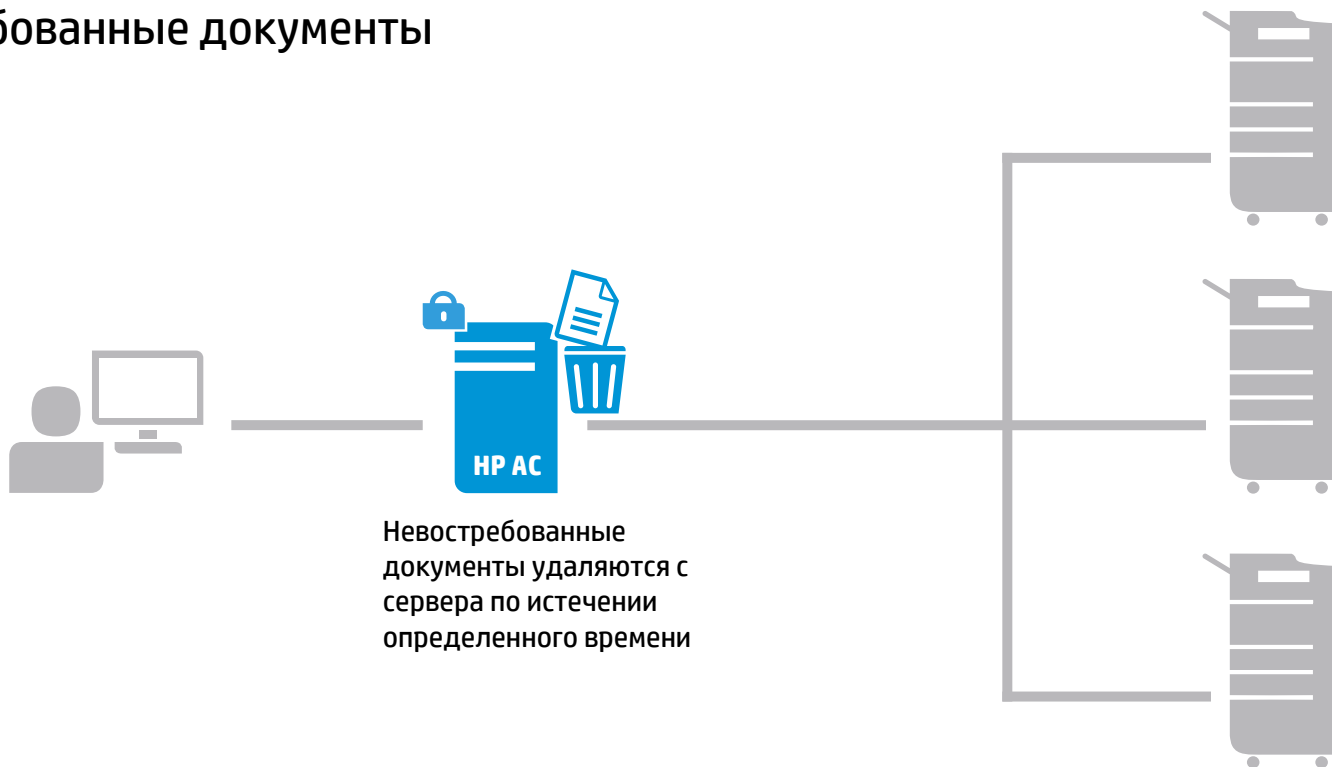 бованные документы
HP AC
Невостребованные
документы удаляются с
сервера по истечении
определенного времени